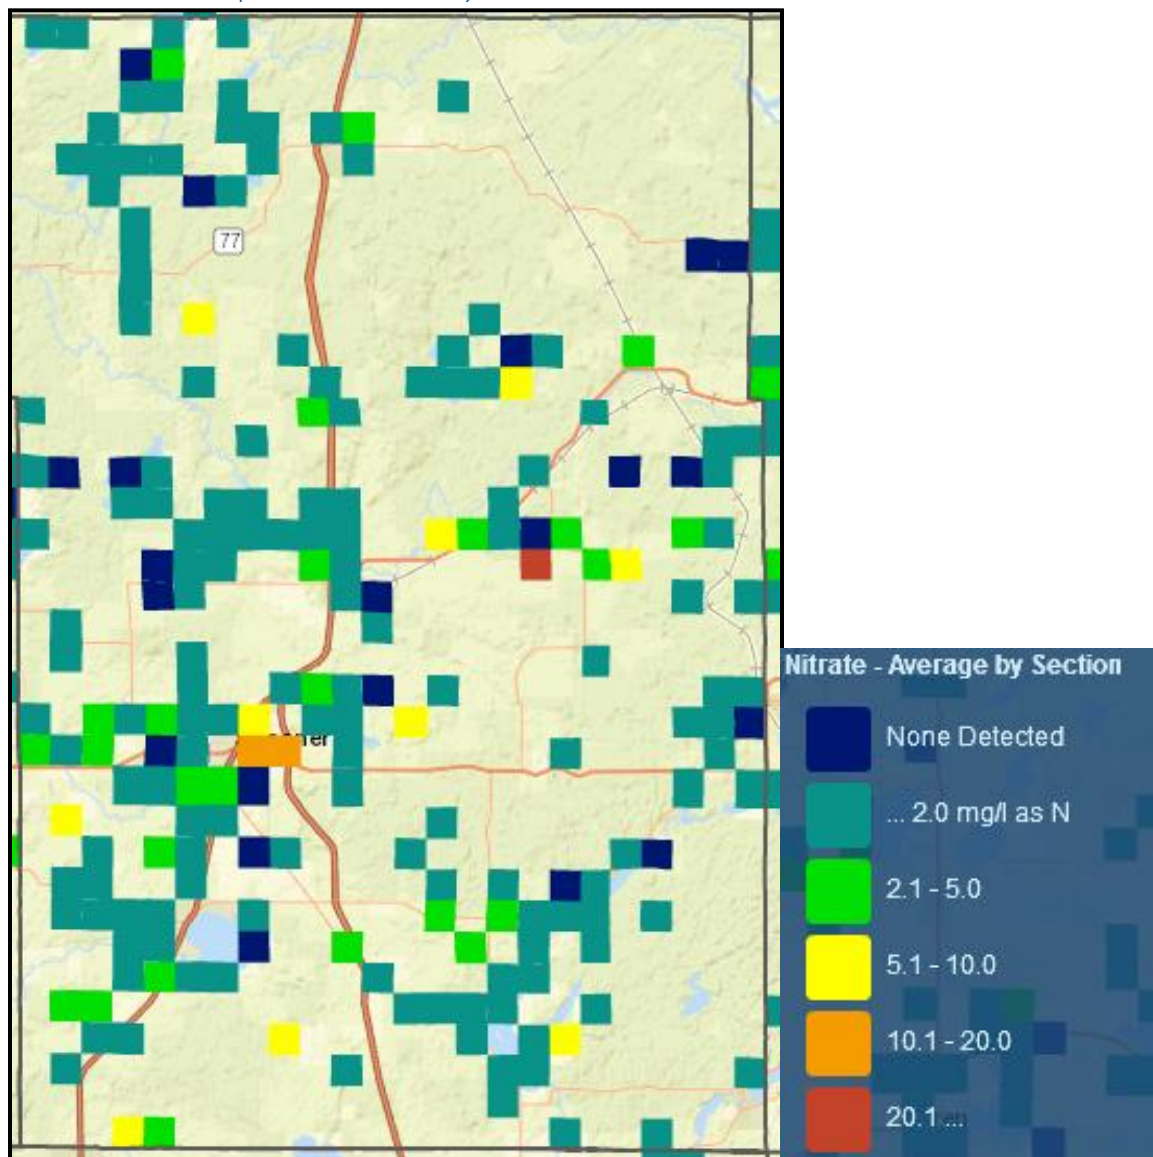 77
Nitrate - Average by Section
None Detected
... 2.0 mg/l as N
2.1 - 5.0
5.1 - 10.0
10.1 - 20.0
20.1 ...